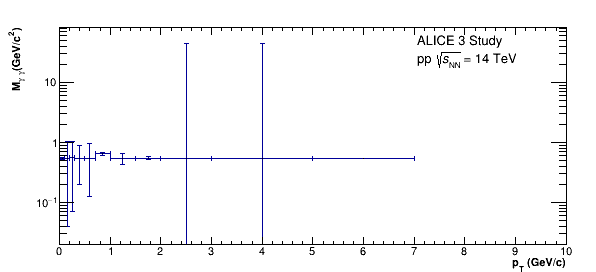 ALICE 3 Study
pp √s_NN = 14 TeV
M_γγ (GeV/c²)
10
1
10⁻¹
0 1 2 3 4 5 6 7 8 9 10
p_T (GeV/c)